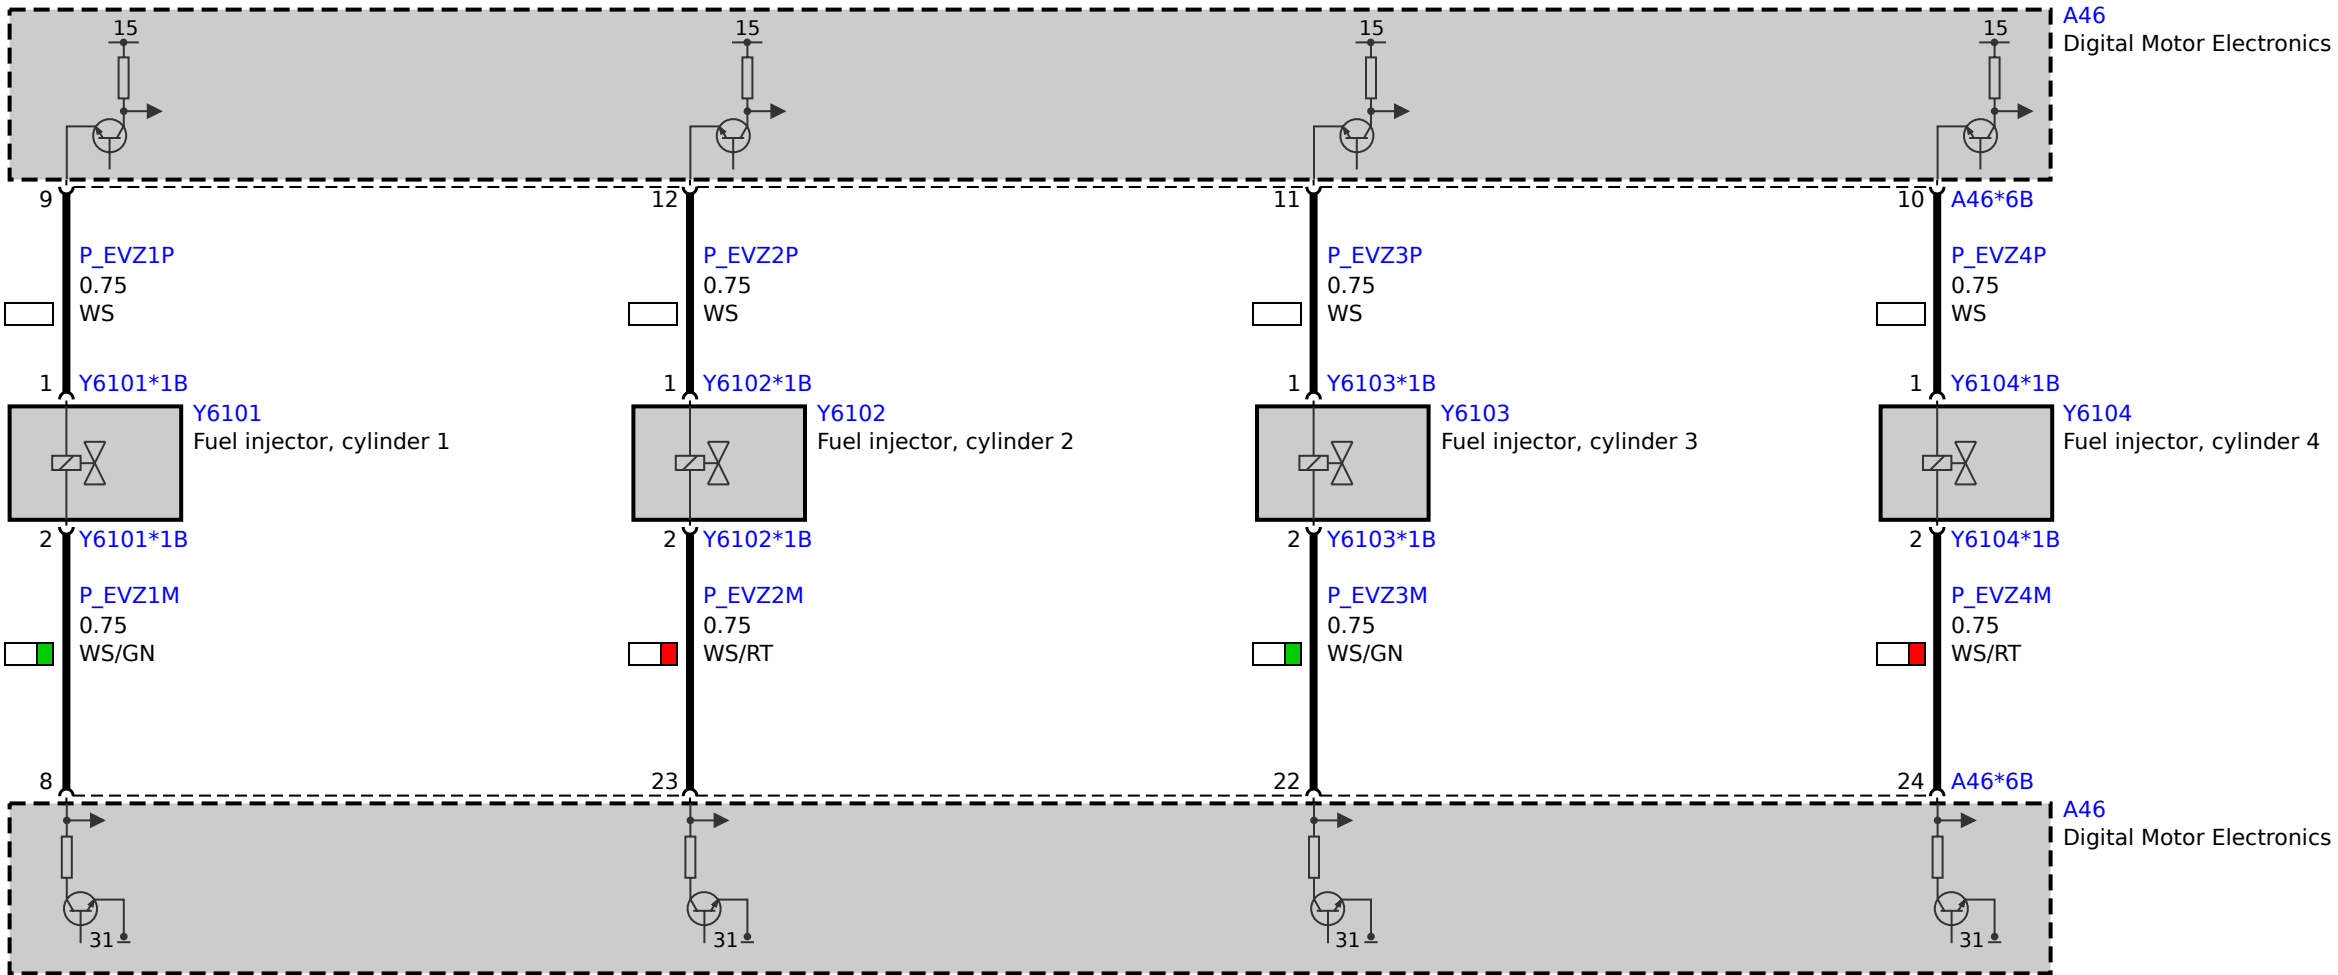 15 15 15 15
A46
Digital Motor Electronics
9 12 11 10 A46*6B
P_EVZ1P P_EVZ2P P_EVZ3P P_EVZ4P
0.75 0.75 0.75 0.75
WS WS WS WS
1 Y6101*1B 1 Y6102*1B 1 Y6103*1B 1 Y6104*1B
Y6101 Y6102 Y6103 Y6104
Fuel injector, cylinder 1 Fuel injector, cylinder 2 Fuel injector, cylinder 3 Fuel injector, cylinder 4
2 Y6101*1B 2 Y6102*1B 2 Y6103*1B 2 Y6104*1B
P_EVZ1M P_EVZ2M P_EVZ3M P_EVZ4M
0.75 0.75 0.75 0.75
WS/GN WS/RT WS/GN WS/RT
8 23 22 24 A46*6B
A46
Digital Motor Electronics
31 31 31 31